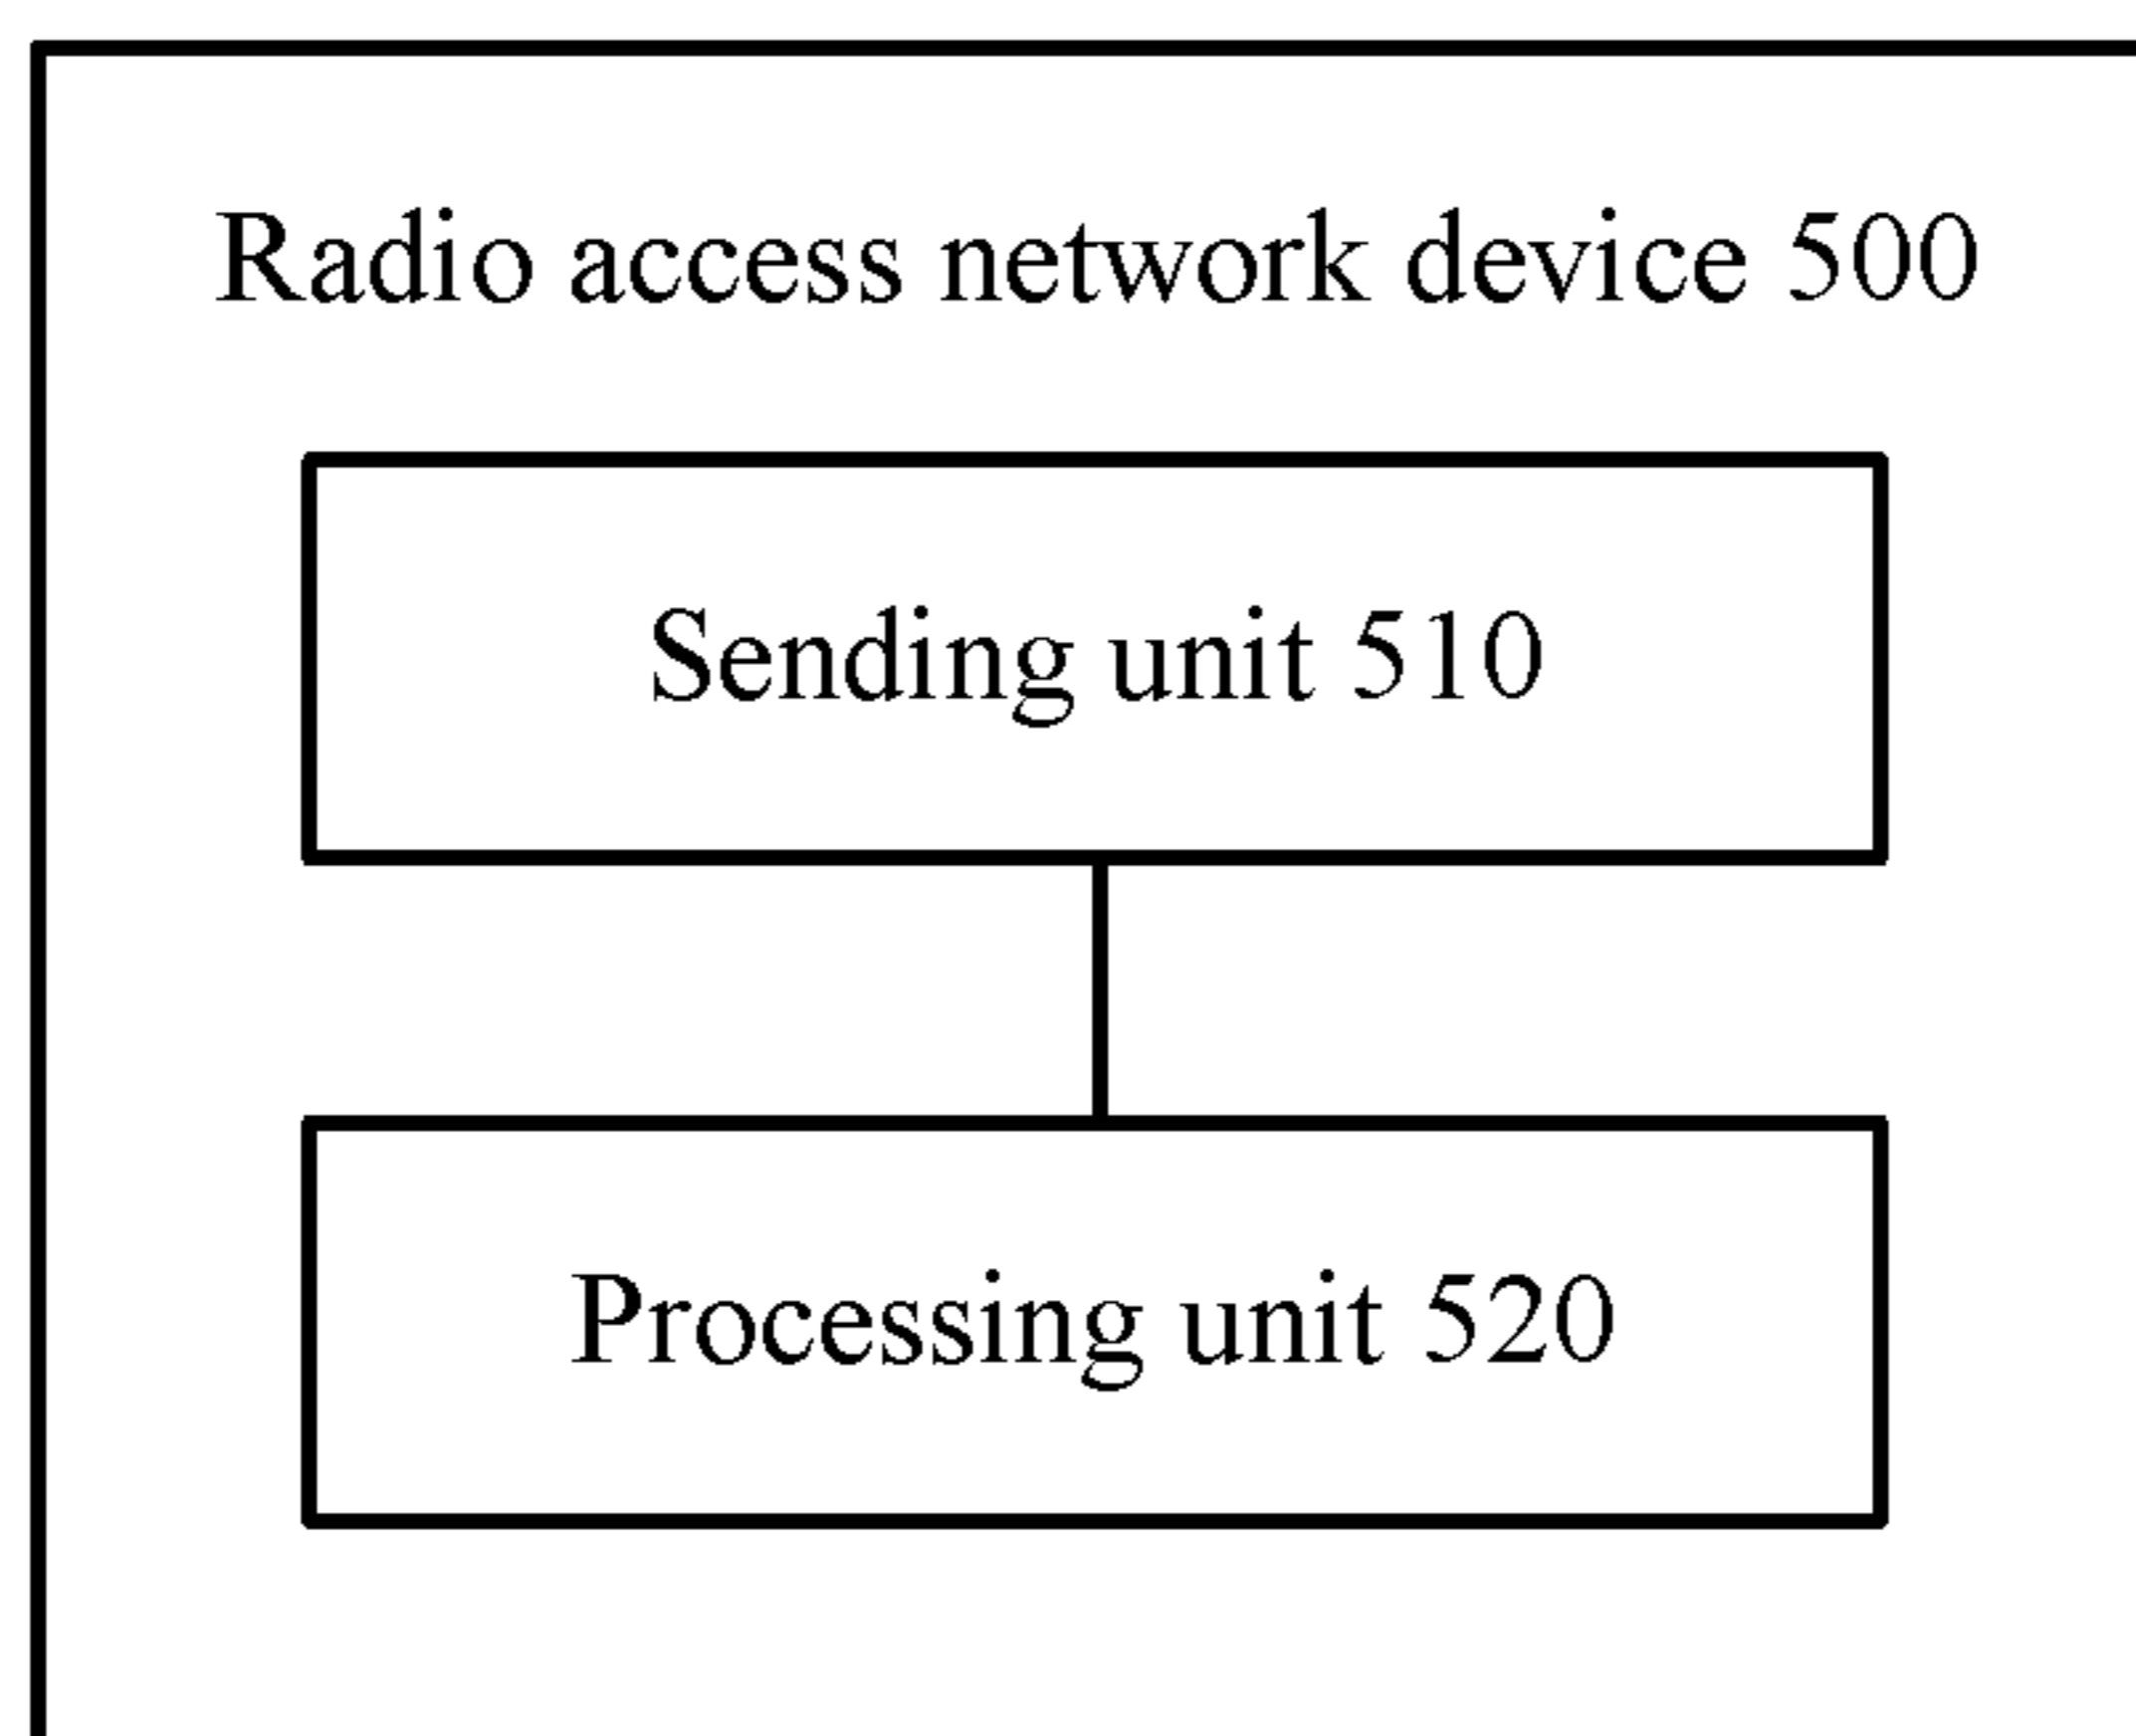 Radio access network device 500
Sending unit 510
Processing unit 520